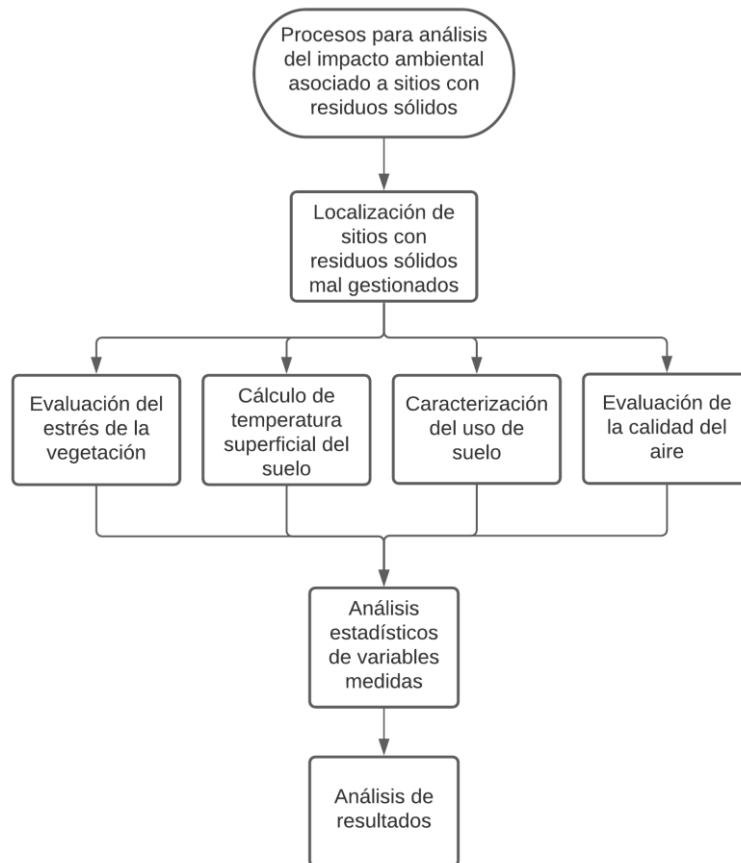 Procesos para análisis
del impacto ambiental
asociado a sitios con
residuos sólidos
Localización de
sitios con
residuos sólidos
mal gestionados
Evaluación del
estrés de la
vegetación
Cálculo de
temperatura
superficial del
suelo
Caracterización
del uso de
suelo
Evaluación de
la calidad del
aire
Análisis
estadísticos
de variables
medidas
Análisis de
resultados